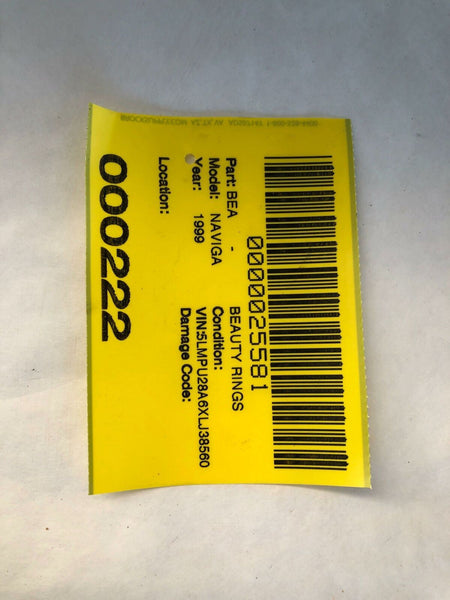 0000025581
Part: BEA - BEAUTY RINGS
Model: NAVIGA Condition:
Year: 1999 VIN:5LMPU28A6XLJ38560
Damage Code:
Location:
000222